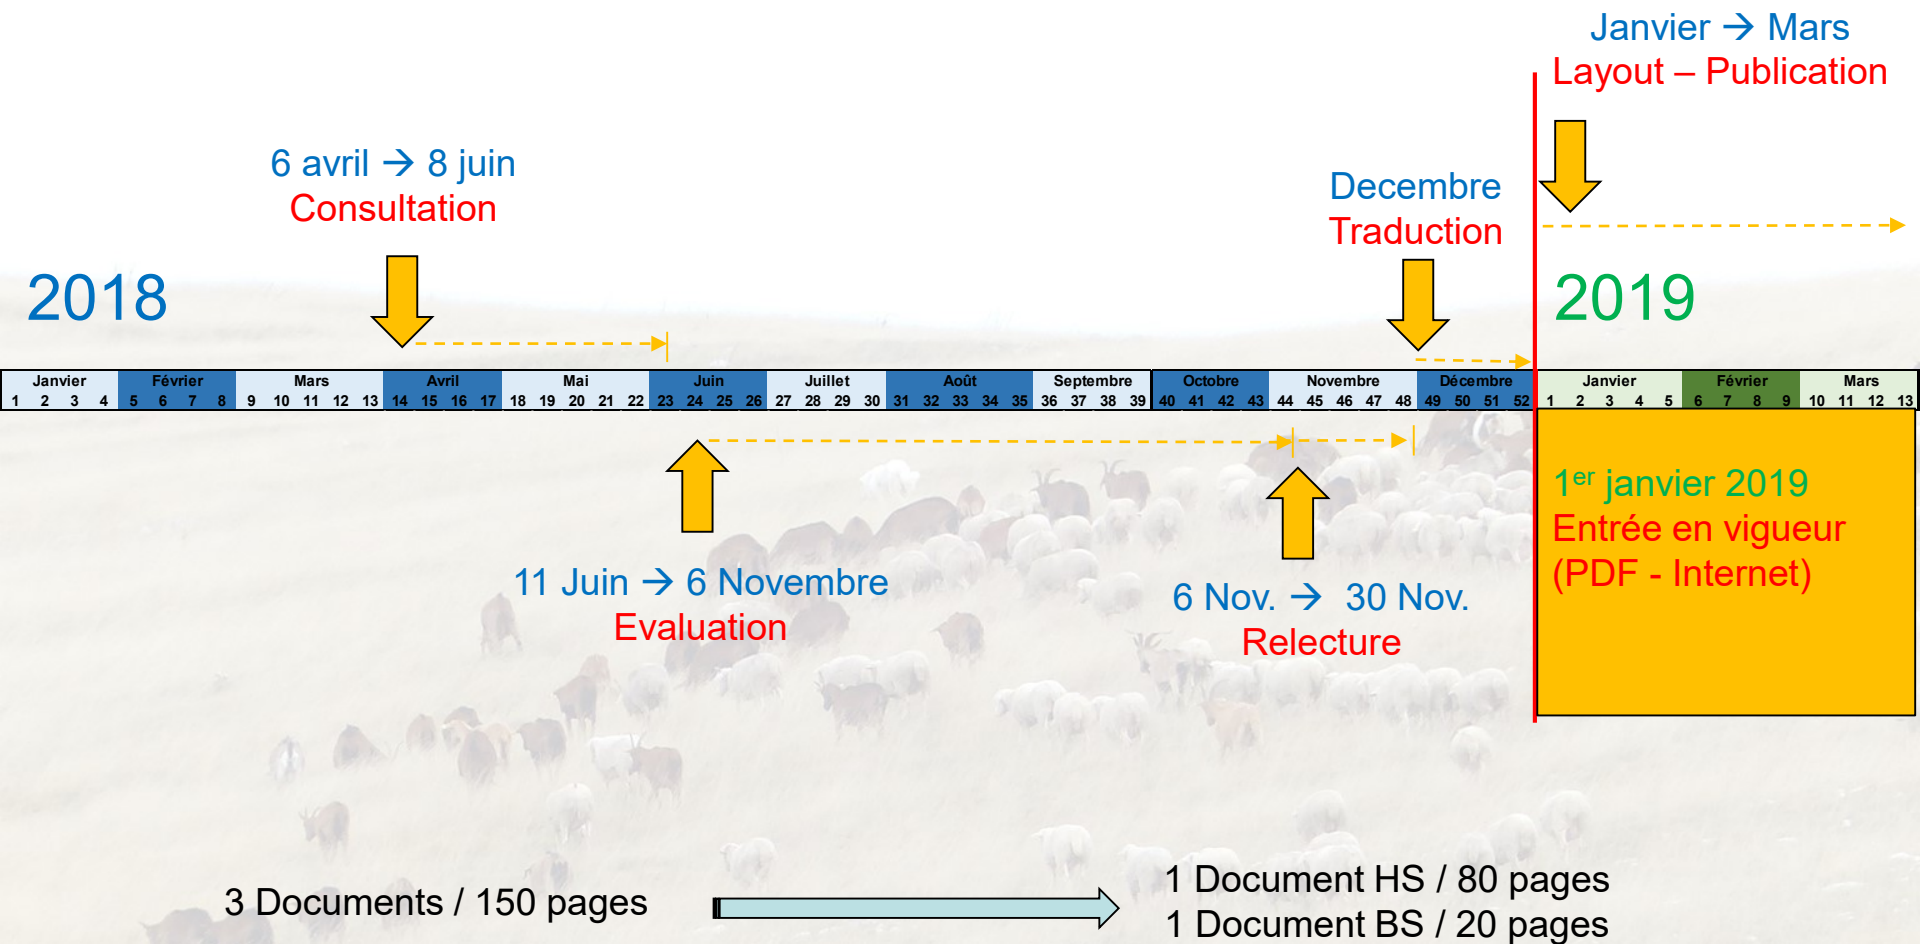 Janvier → Mars
Layout – Publication
6 avril → 8 juin
Consultation
Decembre
Traduction
2018
2019
Janvier Février Mars Avril Mai Juin Juillet Août Septembre Octobre Novembre Décembre Janvier Février Mars
1 2 3 4 5 6 7 8 9 10 11 12 13 14 15 16 17 18 19 20 21 22 23 24 25 26 27 28 29 30 31 32 33 34 35 36 37 38 39 40 41 42 43 44 45 46 47 48 49 50 51 52 1 2 3 4 5 6 7 8 9 10 11 12 13
1er janvier 2019
Entrée en vigueur
(PDF - Internet)
11 Juin → 6 Novembre
Evaluation
6 Nov. → 30 Nov.
Relecture
3 Documents / 150 pages
1 Document HS / 80 pages
1 Document BS / 20 pages